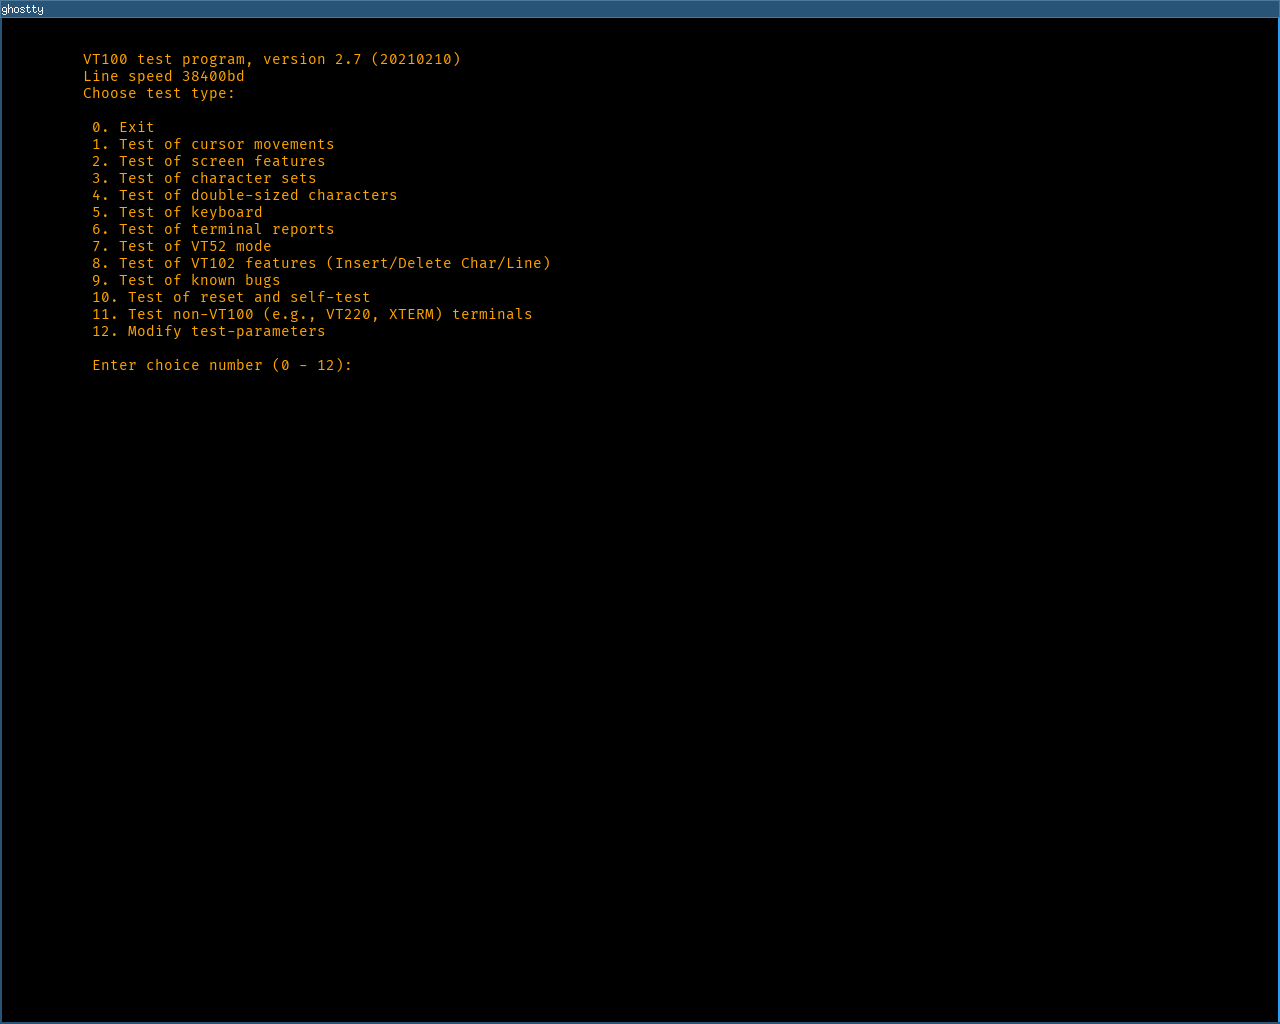 ghostty
VT100 test program, version 2.7 (20210210)
Line speed 38400bd
Choose test type:
0. Exit
1. Test of cursor movements
2. Test of screen features
3. Test of character sets
4. Test of double-sized characters
5. Test of keyboard
6. Test of terminal reports
7. Test of VT52 mode
8. Test of VT102 features (Insert/Delete Char/Line)
9. Test of known bugs
10. Test of reset and self-test
11. Test non-VT100 (e.g., VT220, XTERM) terminals
12. Modify test-parameters
Enter choice number (0 - 12):